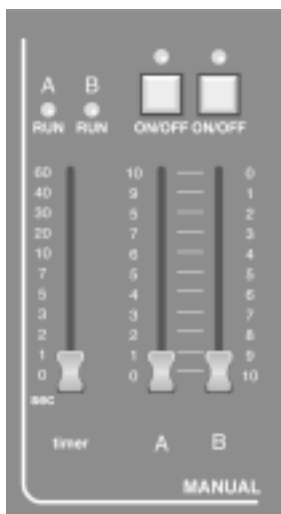 A B
RUN RUN ON/OFF ON/OFF
60 10 0
40 9 1
30 8 2
20 7 3
10 6 4
7 5 5
5 4 6
3 3 7
2 2 8
1 1 9
0 0 10
sec
timer A B
MANUAL